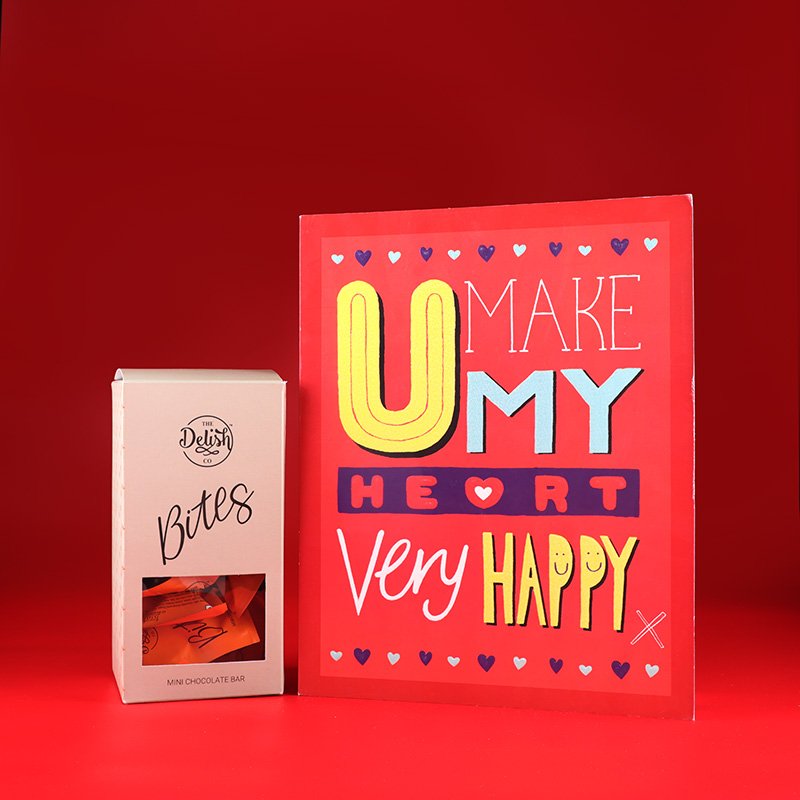 THE
Delish
CO
Bites
MINI CHOCOLATE BAR
U MAKE
MY
HEART
Very HAPPY
X